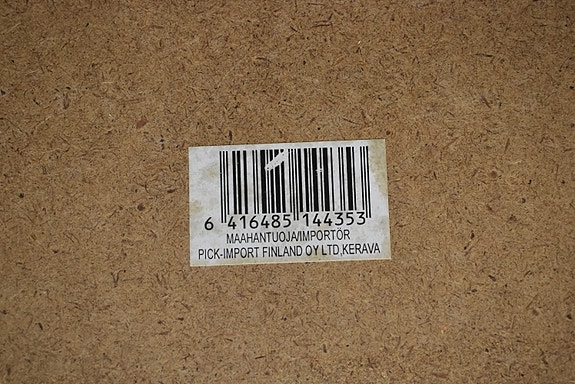 6 416485 144353
MAAHANTUOJA/IMPORTÖR
PICK-IMPORT FINLAND OY LTD,KERAVA